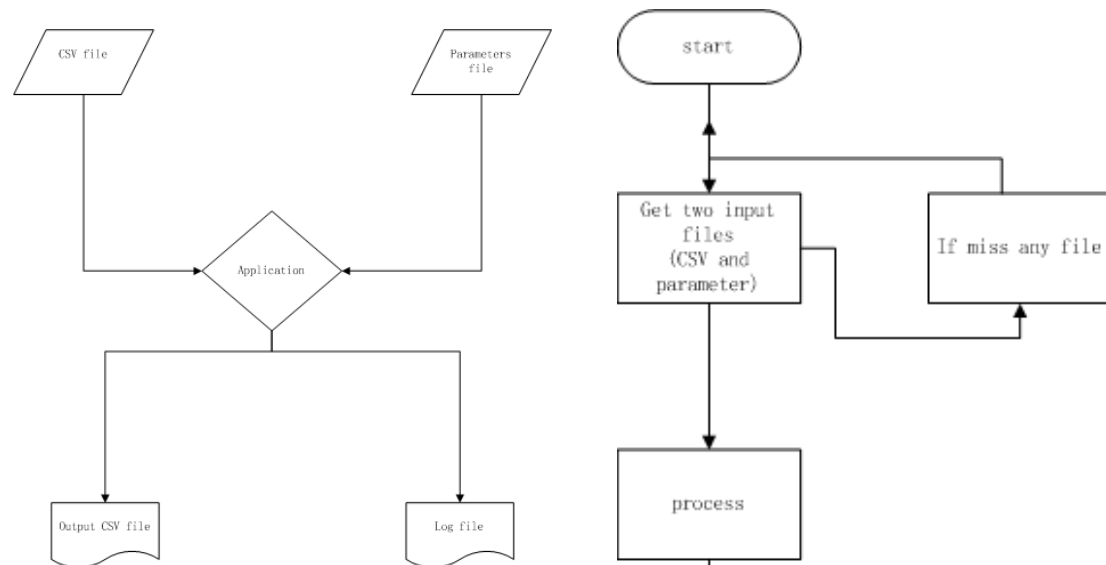 CSV file
Parameters
file
Application
Output CSV file
Log file
start
Get two input
files
(CSV and
parameter)
If miss any file
process